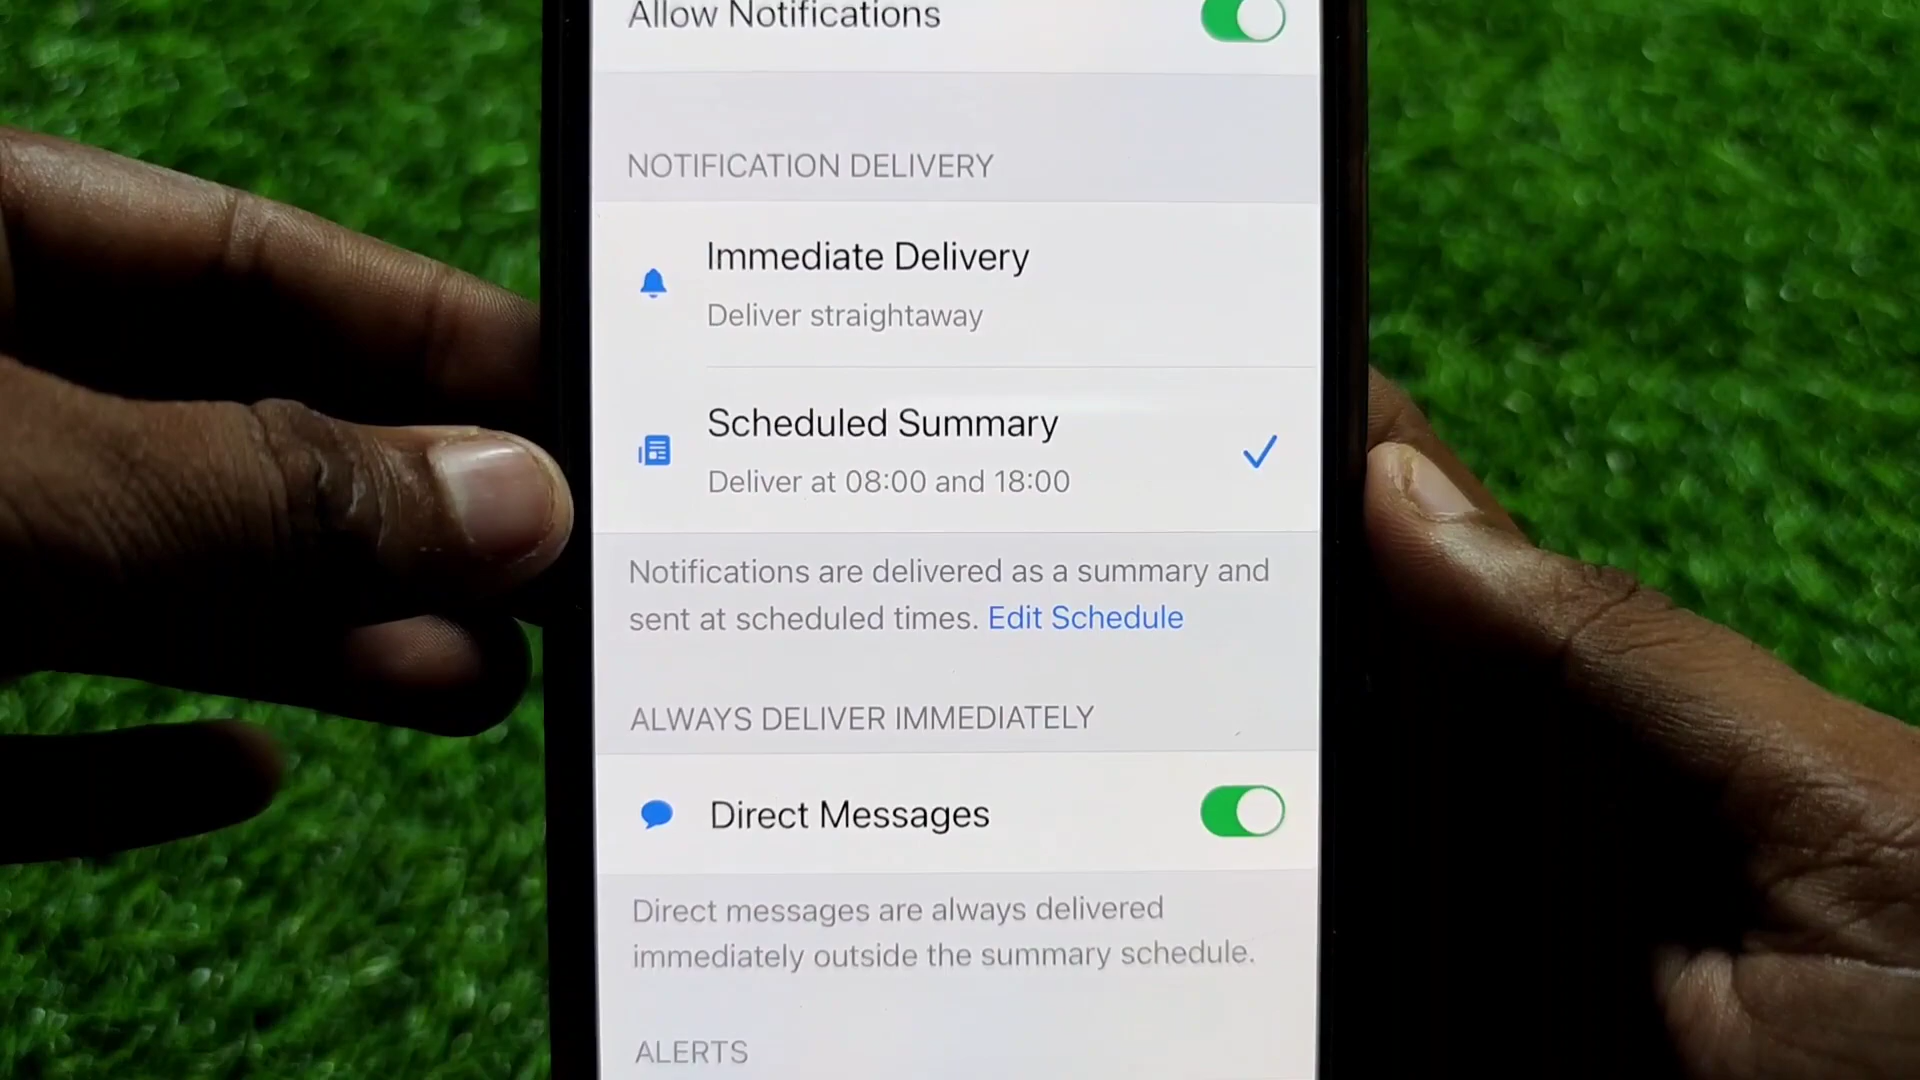 Allow Notifications
NOTIFICATION DELIVERY
Immediate Delivery
Deliver straightaway
Scheduled Summary
Deliver at 08:00 and 18:00
Notifications are delivered as a summary and
sent at scheduled times. Edit Schedule
ALWAYS DELIVER IMMEDIATELY
Direct Messages
Direct messages are always delivered
immediately outside the summary schedule.
ALERTS